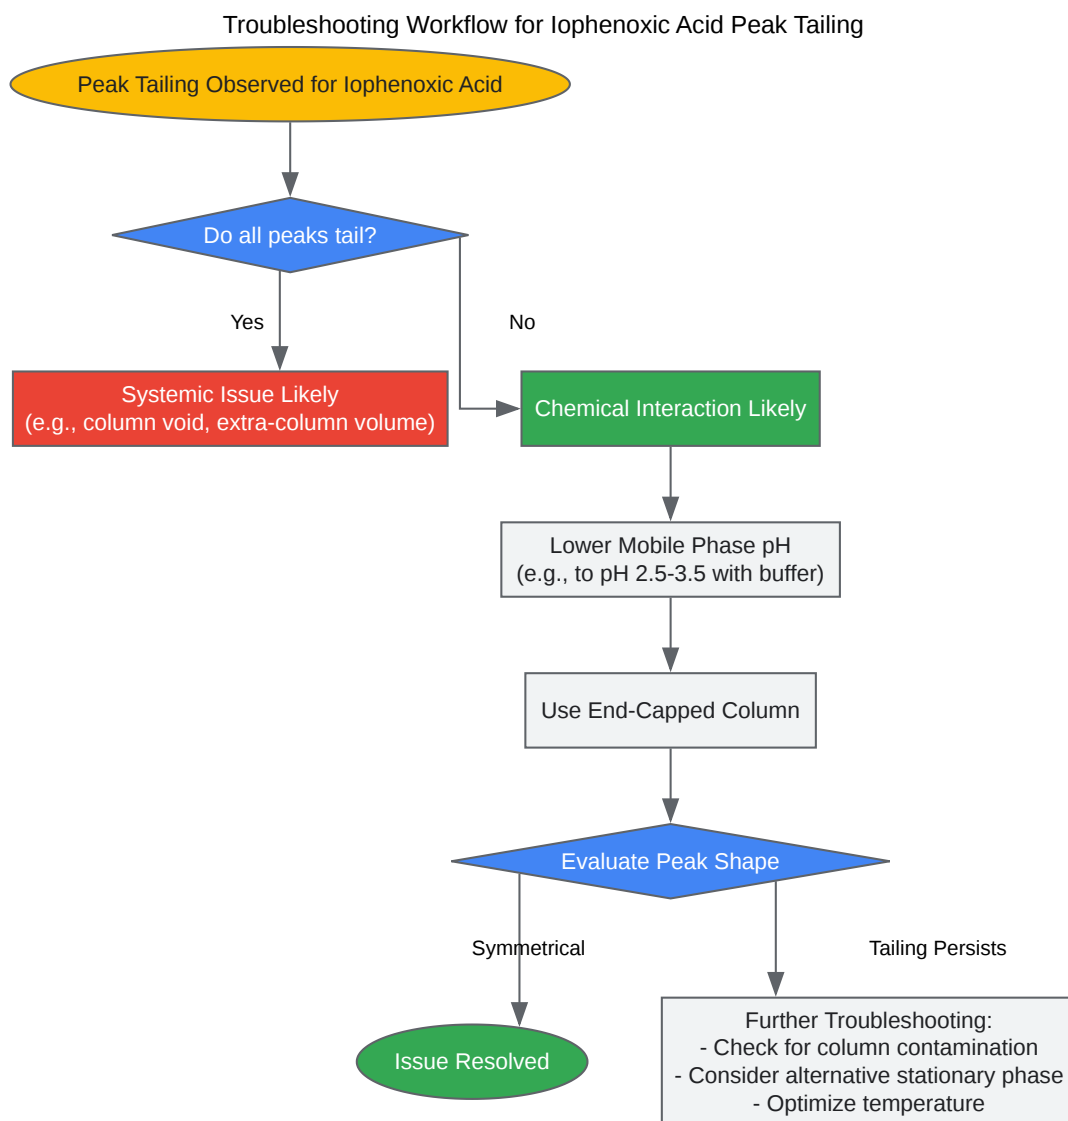 Troubleshooting Workflow for Iophenoxic Acid Peak Tailing
Peak Tailing Observed for Iophenoxic Acid
Do all peaks tail?
Yes
No
Systemic Issue Likely
(e.g., column void, extra-column volume)
Chemical Interaction Likely
Lower Mobile Phase pH
(e.g., to pH 2.5-3.5 with buffer)
Use End-Capped Column
Evaluate Peak Shape
Symmetrical
Tailing Persists
Issue Resolved
Further Troubleshooting:
- Check for column contamination
- Consider alternative stationary phase
- Optimize temperature